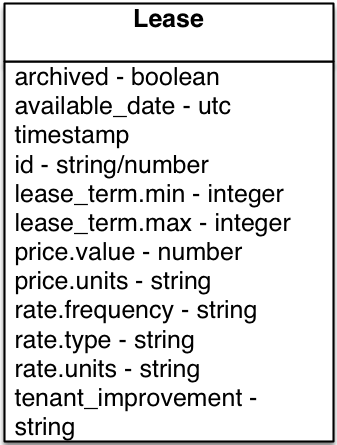 Lease
archived - boolean
available_date - utc
timestamp
id - string/number
lease_term.min - integer
lease_term.max - integer
price.value - number
price.units - string
rate.frequency - string
rate.type - string
rate.units - string
tenant_improvement -
string